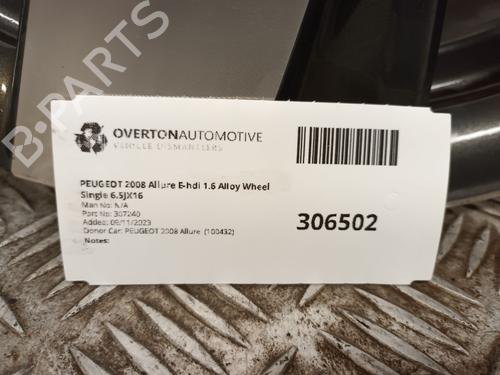 B-PARTS
OVERTONAUTOMOTIVE
VEHICLE DISMANTLERS
PEUGEOT 2008 Allure E-hdi 1.6 Alloy Wheel
Single 6.5JX16
Man No: N/A
Part No: 307240
Added: 09/11/2023
Donor Car: PEUGEOT 2008 Allure (100432)
Notes:
306502